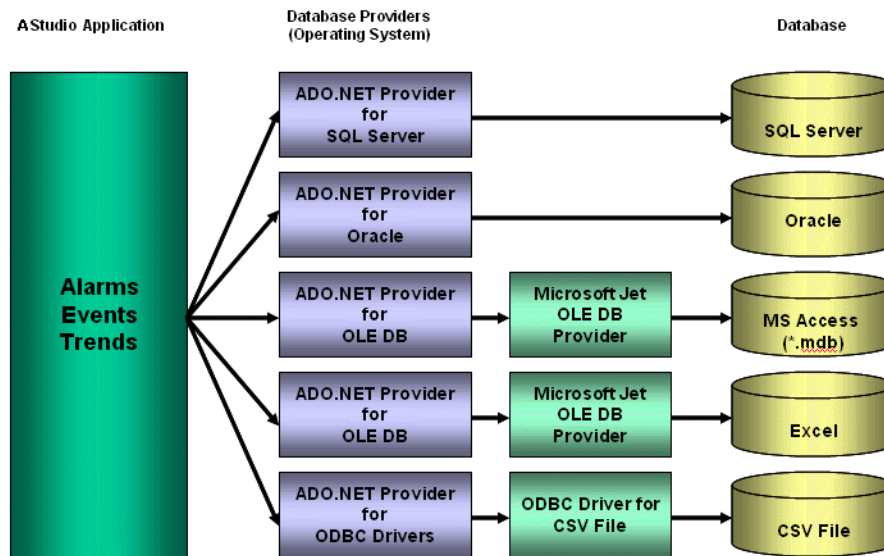 AStudio Application
Database Providers
(Operating System)
Database
Alarms
Events
Trends
ADO.NET Provider
for
SQL Server
SQL Server
ADO.NET Provider
for
Oracle
Oracle
ADO.NET Provider
for
OLE DB
Microsoft Jet
OLE DB
Provider
MS Access
(*.mdb)
ADO.NET Provider
for
OLE DB
Microsoft Jet
OLE DB
Provider
Excel
ADO.NET Provider
for
ODBC Drivers
ODBC Driver for
CSV File
CSV File